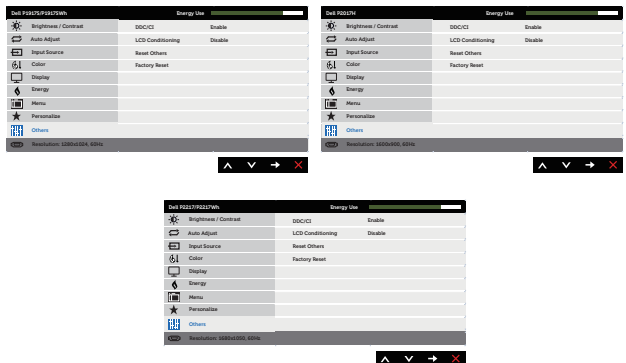 Dell P1917S/P1917SWh Energy Use
Brightness / Contrast DDC/CI Enable
Auto Adjust LCD Conditioning Disable
Input Source Reset Others
Color Factory Reset
Display
Energy
Menu
Personalize
Others
Resolution: 1280x1024, 60Hz
Dell P2017H Energy Use
Brightness / Contrast DDC/CI Enable
Auto Adjust LCD Conditioning Disable
Input Source Reset Others
Color Factory Reset
Display
Energy
Menu
Personalize
Others
Resolution: 1600x900, 60Hz
Dell P2217/P2217Wh Energy Use
Brightness / Contrast DDC/CI Enable
Auto Adjust LCD Conditioning Disable
Input Source Reset Others
Color Factory Reset
Display
Energy
Menu
Personalize
Others
Resolution: 1680x1050, 60Hz